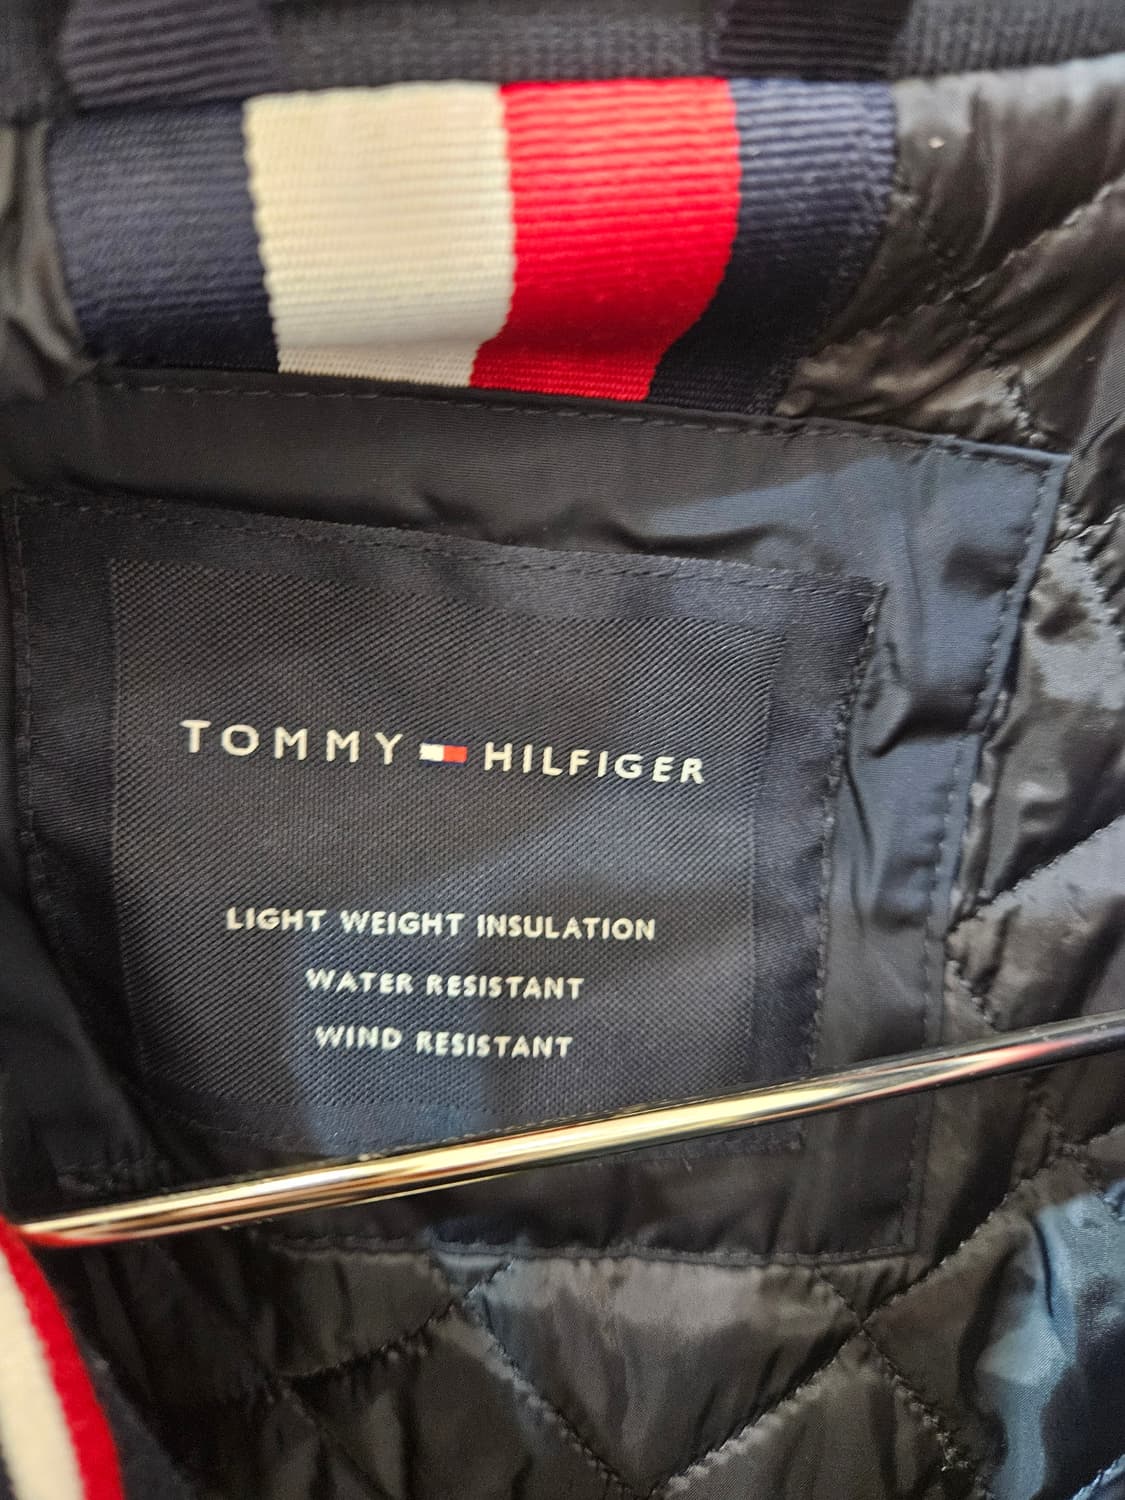 TOMMY HILFIGER
LIGHT WEIGHT INSULATION
WATER RESISTANT
WIND RESISTANT